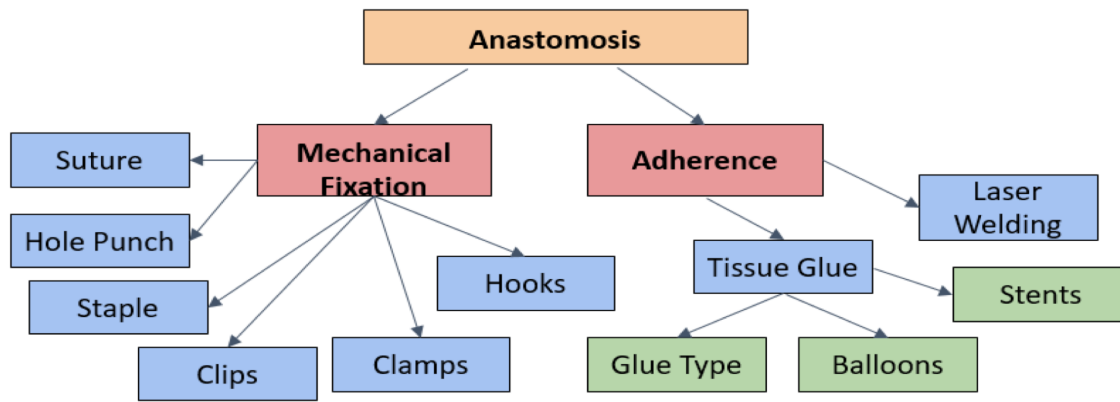 Anastomosis
Mechanical
Fixation
Adherence
Suture
Laser
Welding
Hole Punch
Tissue Glue
Hooks
Stents
Staple
Clips
Clamps
Glue Type
Balloons